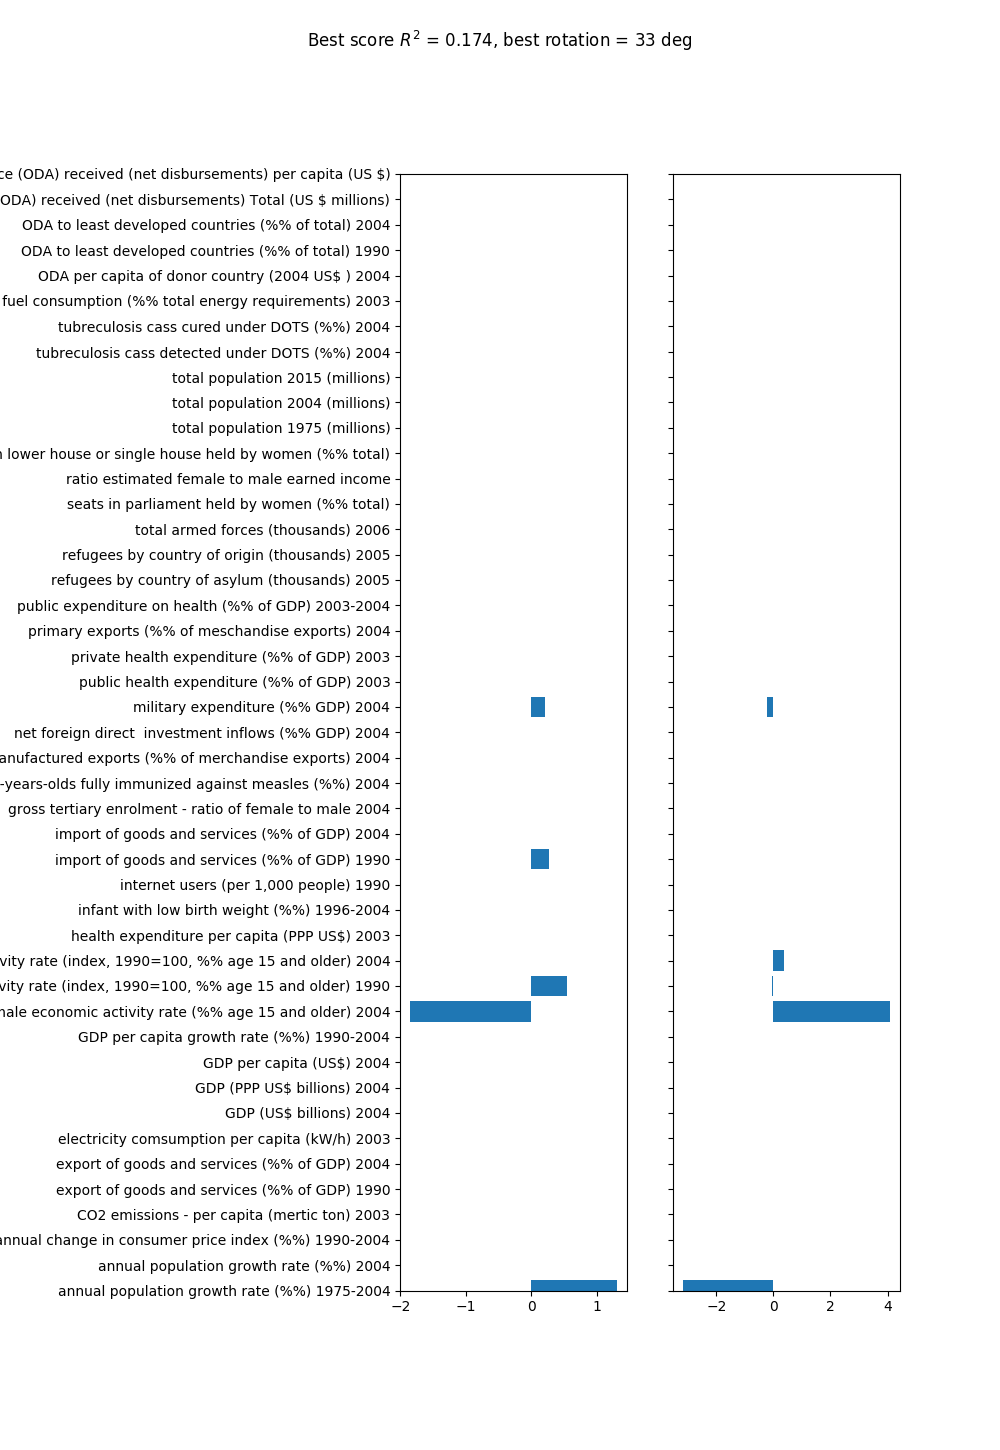 Best score R² = 0.174, best rotation = 33 deg
ce (ODA) received (net disbursements) per capita (US $)
ODA) received (net disbursements) Total (US $ millions)
ODA to least developed countries (%% of total) 2004
ODA to least developed countries (%% of total) 1990
ODA per capita of donor country (2004 US$ ) 2004
fuel consumption (%% total energy requirements) 2003
tubreculosis cass cured under DOTS (%%) 2004
tubreculosis cass detected under DOTS (%%) 2004
total population 2015 (millions)
total population 2004 (millions)
total population 1975 (millions)
lower house or single house held by women (%% total)
ratio estimated female to male earned income
seats in parliament held by women (%% total)
total armed forces (thousands) 2006
refugees by country of origin (thousands) 2005
refugees by country of asylum (thousands) 2005
public expenditure on health (%% of GDP) 2003-2004
primary exports (%% of meschandise exports) 2004
private health expenditure (%% of GDP) 2003
public health expenditure (%% of GDP) 2003
military expenditure (%% GDP) 2004
net foreign direct  investment inflows (%% GDP) 2004
anufactured exports (%% of merchandise exports) 2004
-years-olds fully immunized against measles (%%) 2004
gross tertiary enrolment - ratio of female to male 2004
import of goods and services (%% of GDP) 2004
import of goods and services (%% of GDP) 1990
internet users (per 1,000 people) 1990
infant with low birth weight (%%) 1996-2004
health expenditure per capita (PPP US$) 2003
vity rate (index, 1990=100, %% age 15 and older) 2004
vity rate (index, 1990=100, %% age 15 and older) 1990
nale economic activity rate (%% age 15 and older) 2004
GDP per capita growth rate (%%) 1990-2004
GDP per capita (US$) 2004
GDP (PPP US$ billions) 2004
GDP (US$ billions) 2004
electricity comsumption per capita (kW/h) 2003
export of goods and services (%% of GDP) 2004
export of goods and services (%% of GDP) 1990
CO2 emissions - per capita (mertic ton) 2003
annual change in consumer price index (%%) 1990-2004
annual population growth rate (%%) 2004
annual population growth rate (%%) 1975-2004
−2 −1 0 1
−2 0 2 4